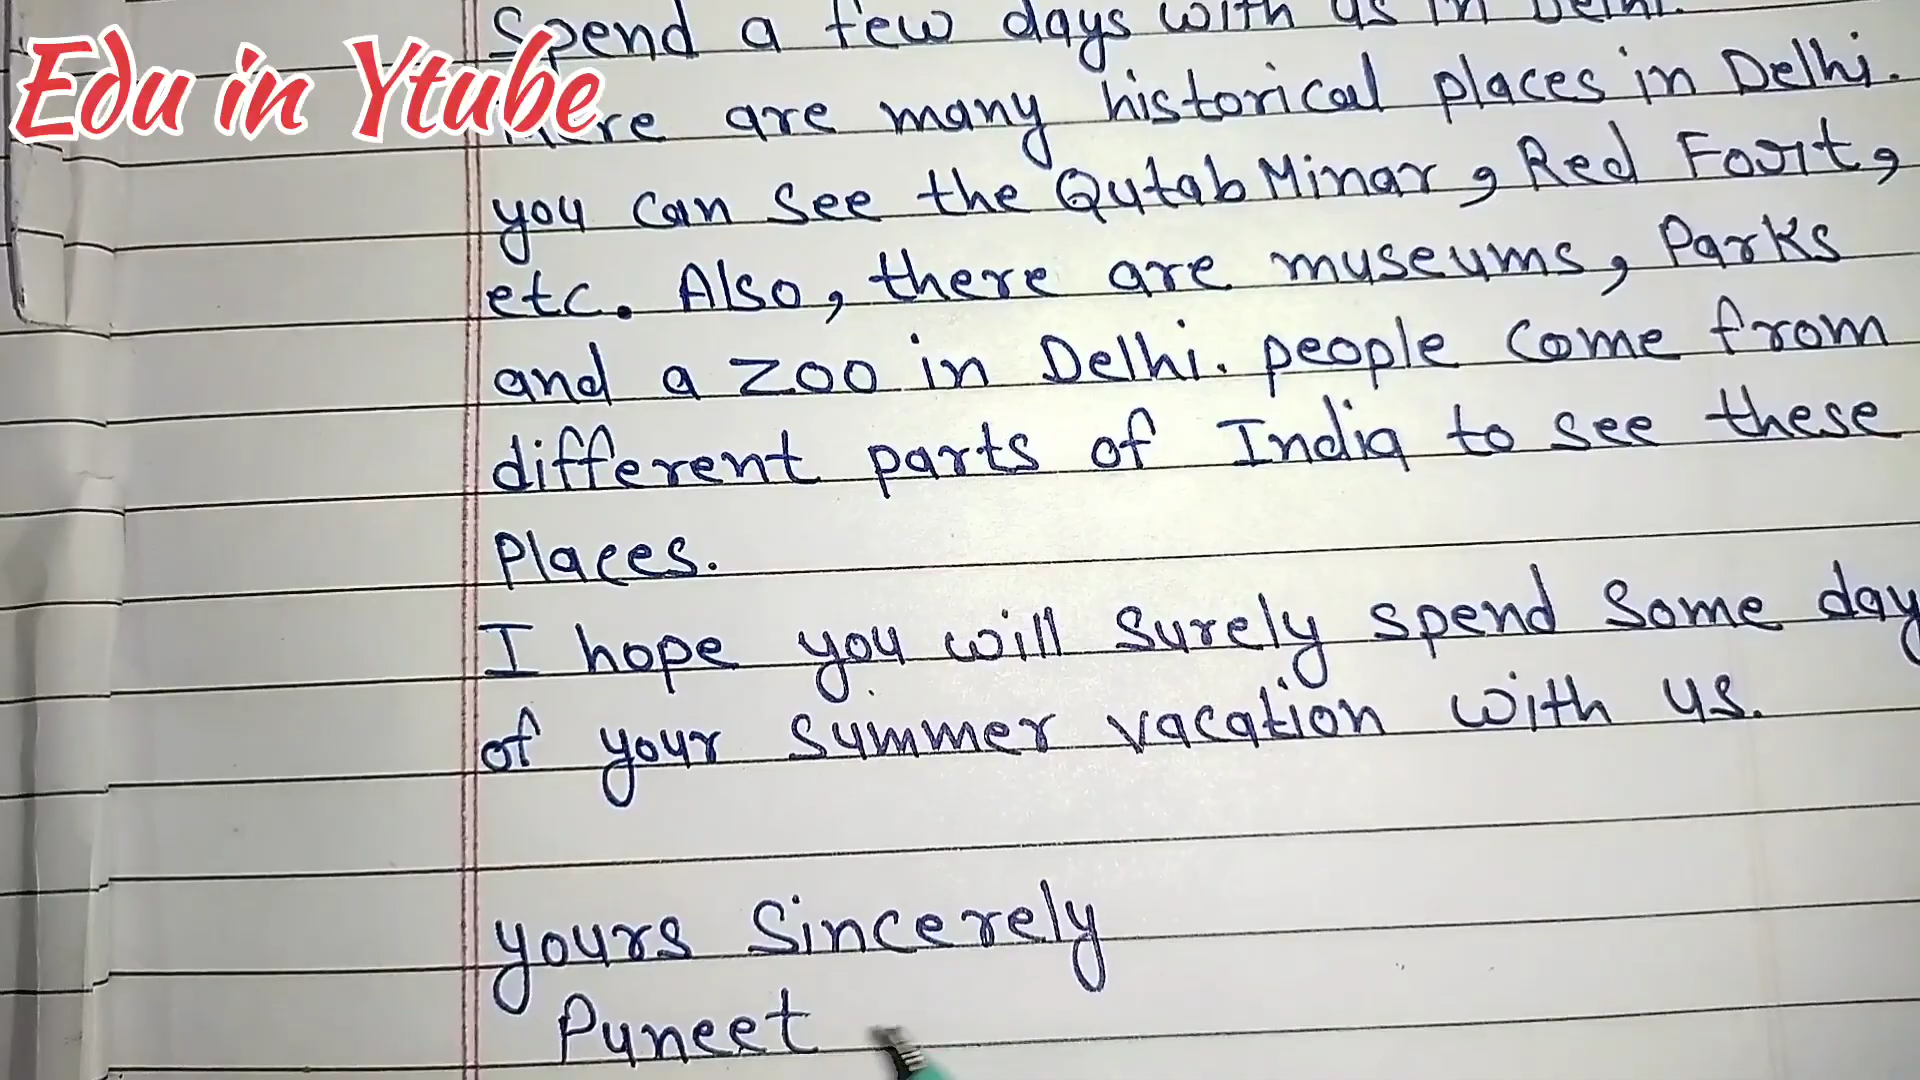 Edu in Ytube
Spend a few days with us in Delhi.
There are many historical places in Delhi.
you can see the Qutab Minar, Red Fort,
etc. Also, there are museums, Parks
and a zoo in Delhi. people come from
different parts of India to see these
Places.
I hope you will surely spend Some day
of your summer vacation with us.
yours Sincerely
Puneet